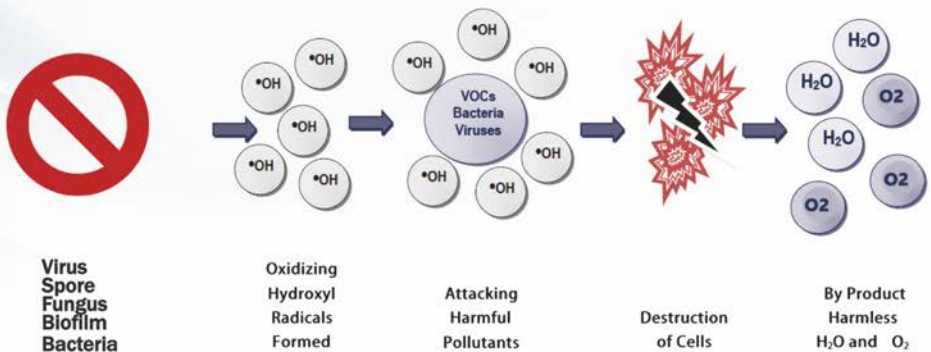 •OH
•OH
•OH
•OH
•OH
•OH
•OH
•OH
VOCs
Bacteria
Viruses
•OH
•OH
•OH
H₂O
H₂O
O2
H₂O
O2
O2
Virus
Spore
Fungus
Biofilm
Bacteria
Oxidizing
Hydroxyl
Radicals
Formed
Attacking
Harmful
Pollutants
Destruction
of Cells
By Product
Harmless
H₂O and O₂